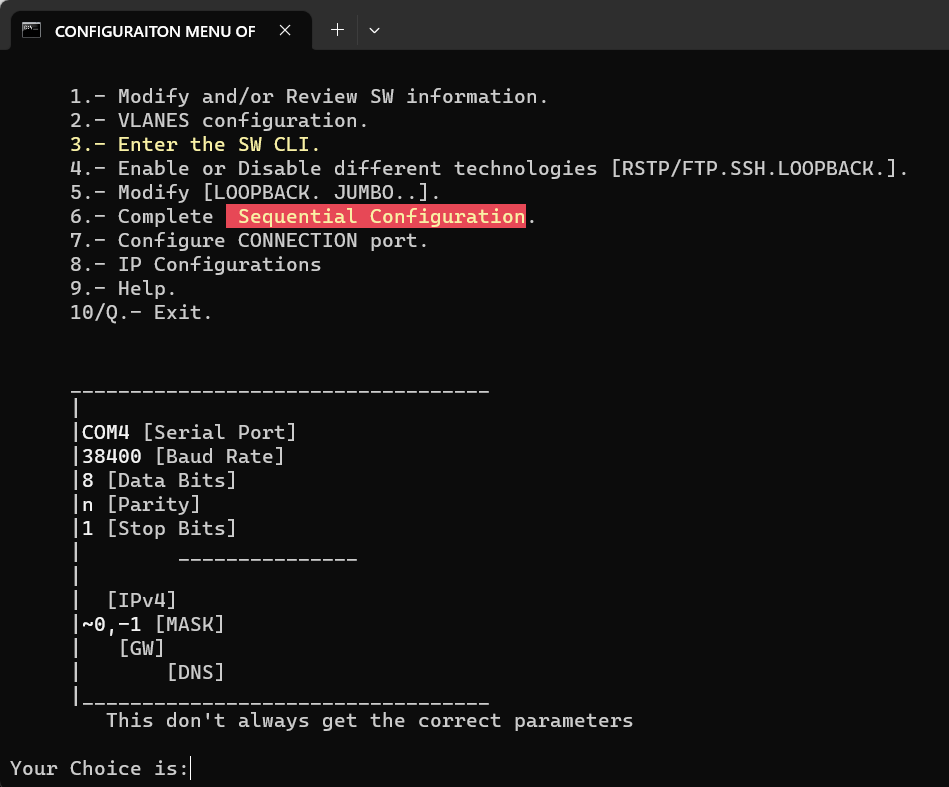 CONFIGURAITON MENU OF
1.- Modify and/or Review SW information.
2.- VLANES configuration.
3.- Enter the SW CLI.
4.- Enable or Disable different technologies [RSTP/FTP.SSH.LOOPBACK.].
5.- Modify [LOOPBACK. JUMBO..].
6.- Complete  Sequential Configuration.
7.- Configure CONNECTION port.
8.- IP Configurations
9.- Help.
10/Q.- Exit.
___________________________________
|
|COM4 [Serial Port]
|38400 [Baud Rate]
|8 [Data Bits]
|n [Parity]
|1 [Stop Bits]
|        _______________
|
|  [IPv4]
|~0,-1 [MASK]
|   [GW]
|       [DNS]
|__________________________________
This don't always get the correct parameters
Your Choice is: